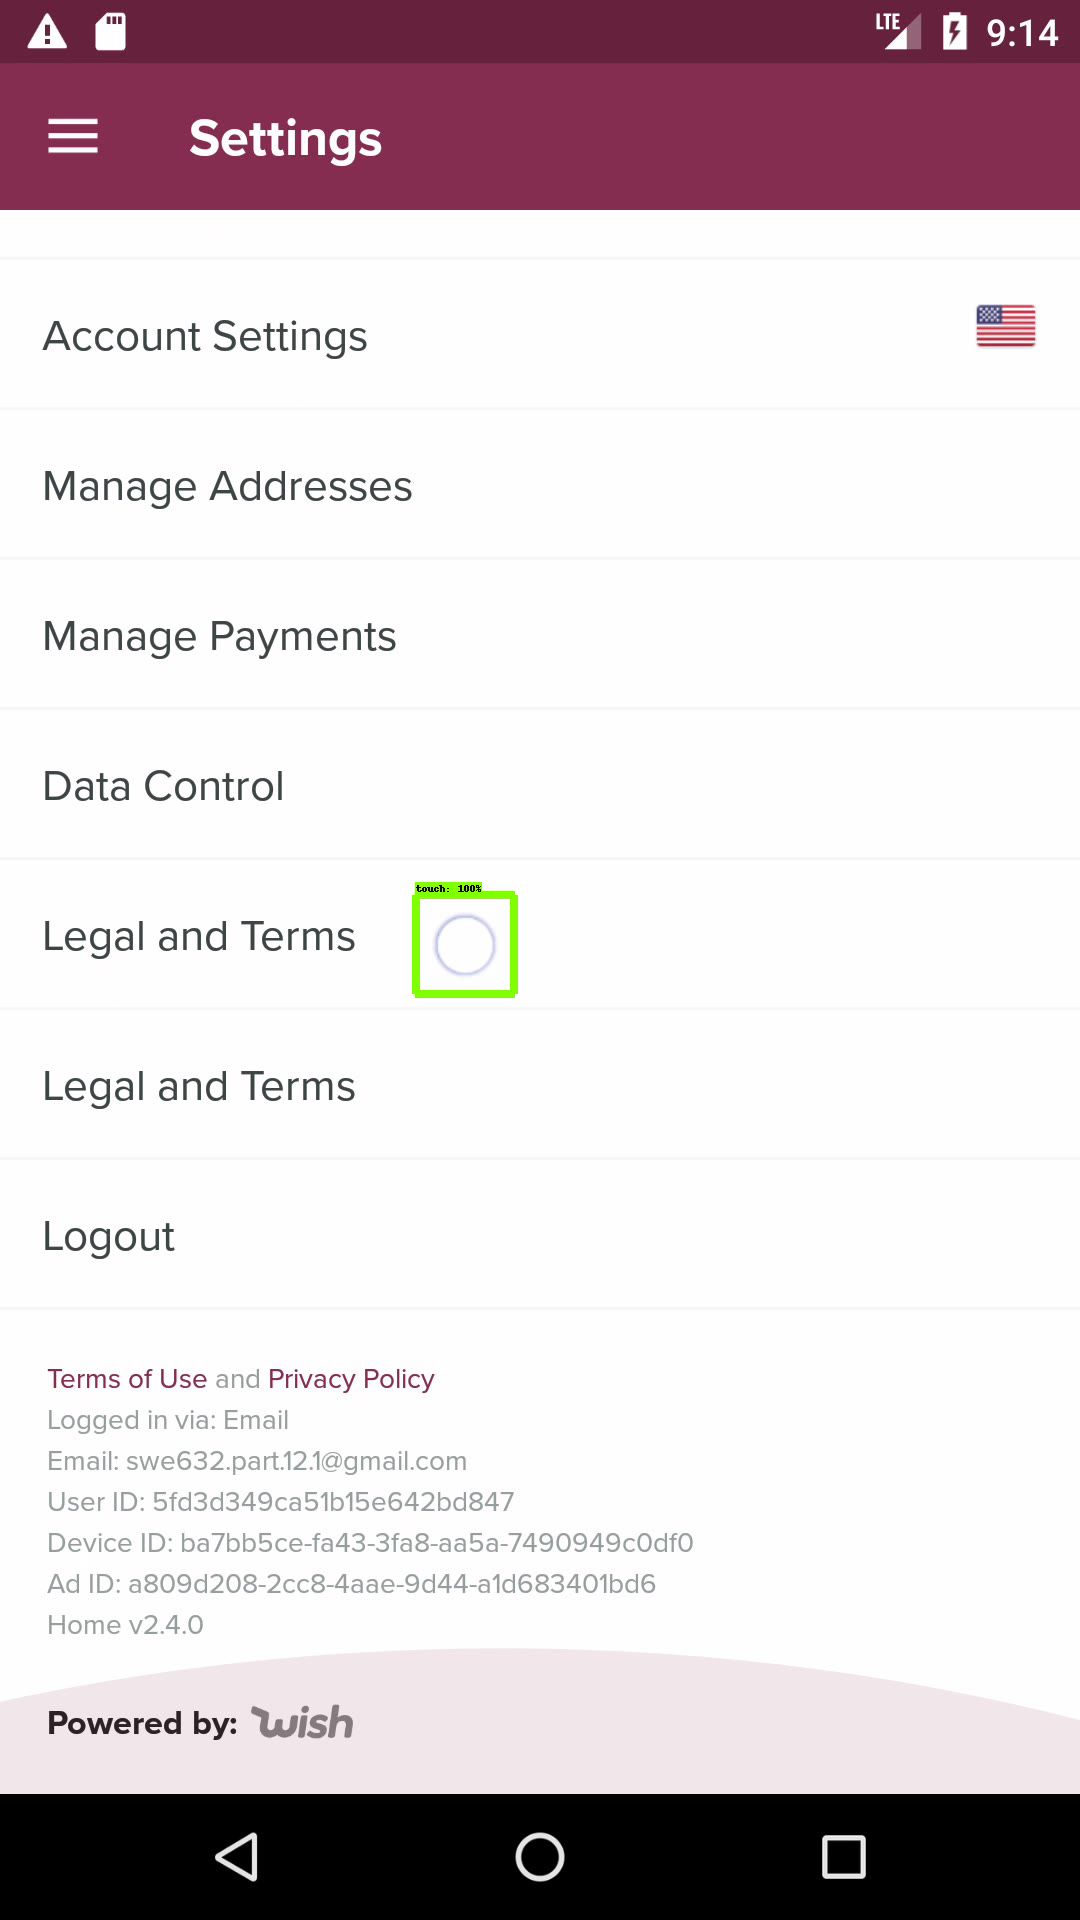 LTE 9:14
Settings
Account Settings
Manage Addresses
Manage Payments
Data Control
touch: 100%
Legal and Terms
Legal and Terms
Logout
Terms of Use and Privacy Policy
Logged in via: Email
Email: swe632.part.12.1@gmail.com
User ID: 5fd3d349ca51b15e642bd847
Device ID: ba7bb5ce-fa43-3fa8-aa5a-7490949c0df0
Ad ID: a809d208-2cc8-4aae-9d44-a1d683401bd6
Home v2.4.0
Powered by: wish